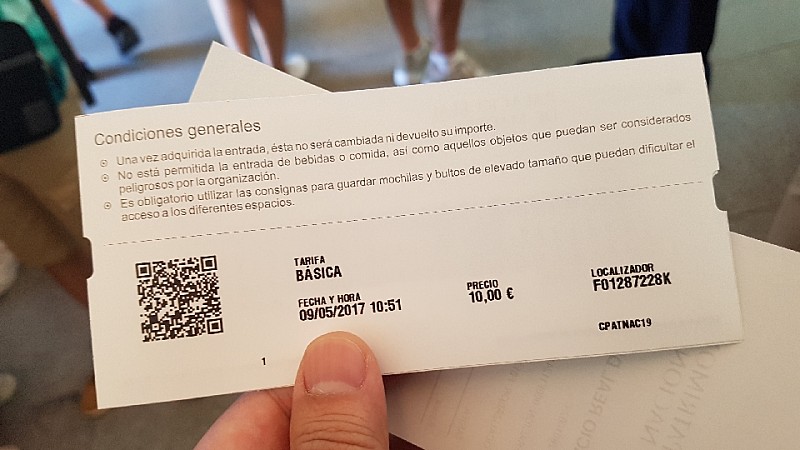 Condiciones generales
Una vez adquirida la entrada, ésta no será cambiada ni devuelto su importe.
No está permitida la entrada de bebidas o comida, así como aquellos objetos que puedan ser considerados
peligrosos por la organización.
Es obligatorio utilizar las consignas para guardar mochilas y bultos de elevado tamaño que puedan dificultar el
acceso a los diferentes espacios.
TARIFA
BÁSICA
FECHA Y HORA
09/05/2017 10:51
PRECIO
10,00 €
LOCALIZADOR
F01287228K
CPATNAC19
1